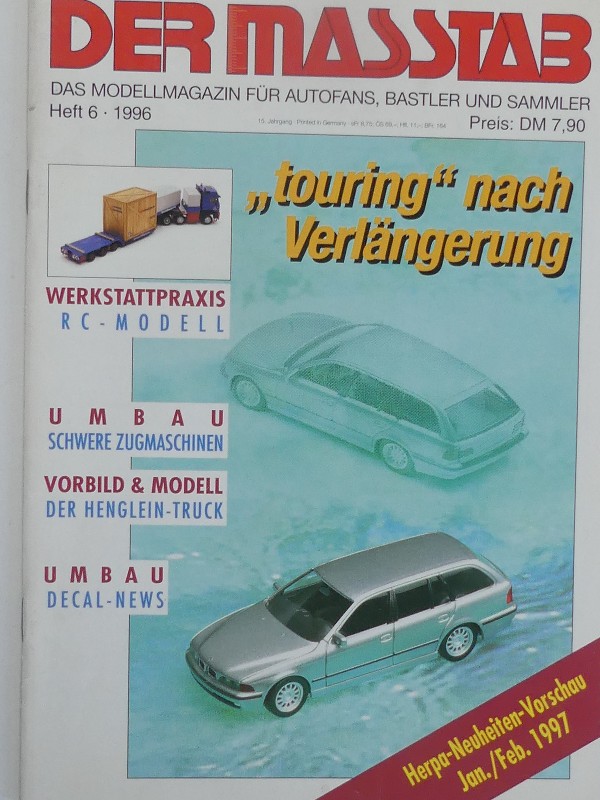 DER MASSTAB
DAS MODELLMAGAZIN FÜR AUTOFANS, BASTLER UND SAMMLER
Heft 6 · 1996
Preis: DM 7,90
„touring“ nach
Verlängerung
WERKSTATTPRAXIS
RC-MODELL
UMBAU
SCHWERE ZUGMASCHINEN
VORBILD & MODELL
DER HENGLEIN-TRUCK
UMBAU
DECAL-NEWS
Herpa-Neuheiten-Vorschau
Jan./Feb. 1997